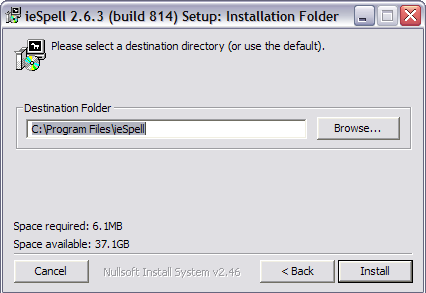 ieSpell 2.6.3 (build 814) Setup: Installation Folder
Please select a destination directory (or use the default).
Destination Folder
C:\Program Files\ieSpell
Browse...
Space required: 6.1MB
Space available: 37.1GB
Cancel
Nullsoft Install System v2.46
< Back
Install